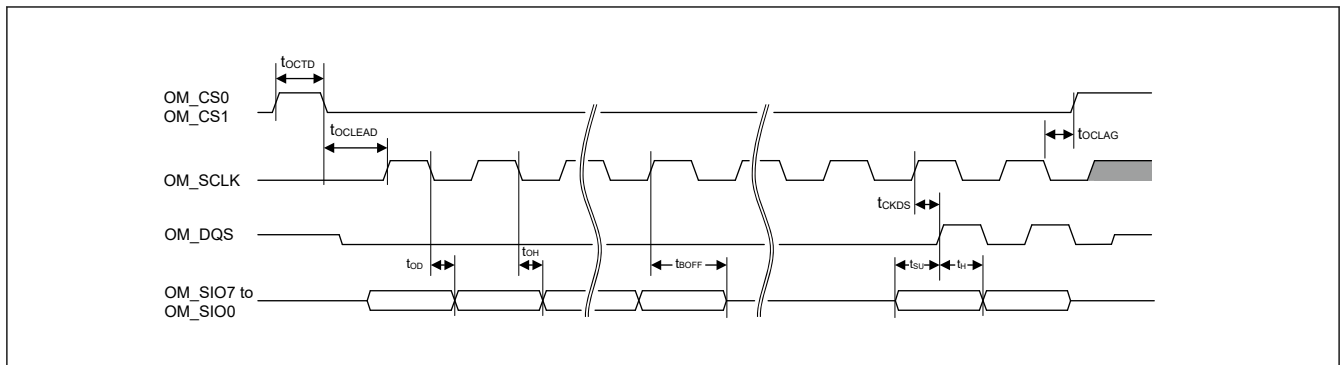 tOCTD
OM_CS0
OM_CS1
tOCLEAD
tOCLAG
OM_SCLK
tCKDS
OM_DQS
tOD
tOH
tBOFF
tSU
tH
OM_SIO7 to
OM_SIO0